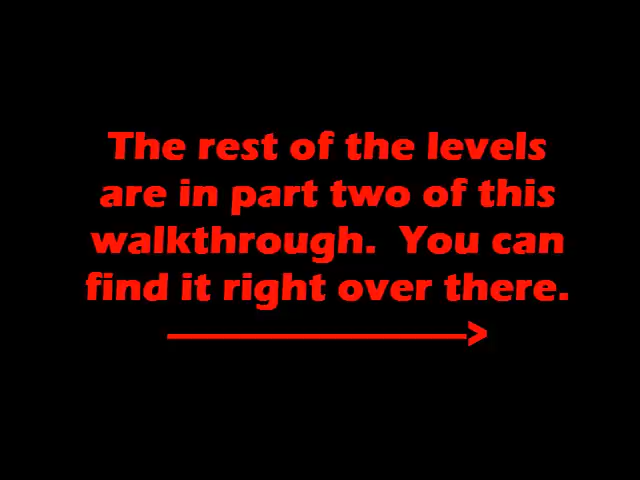 The rest of the levels
are in part two of this
walkthrough.  You can
find it right over there.